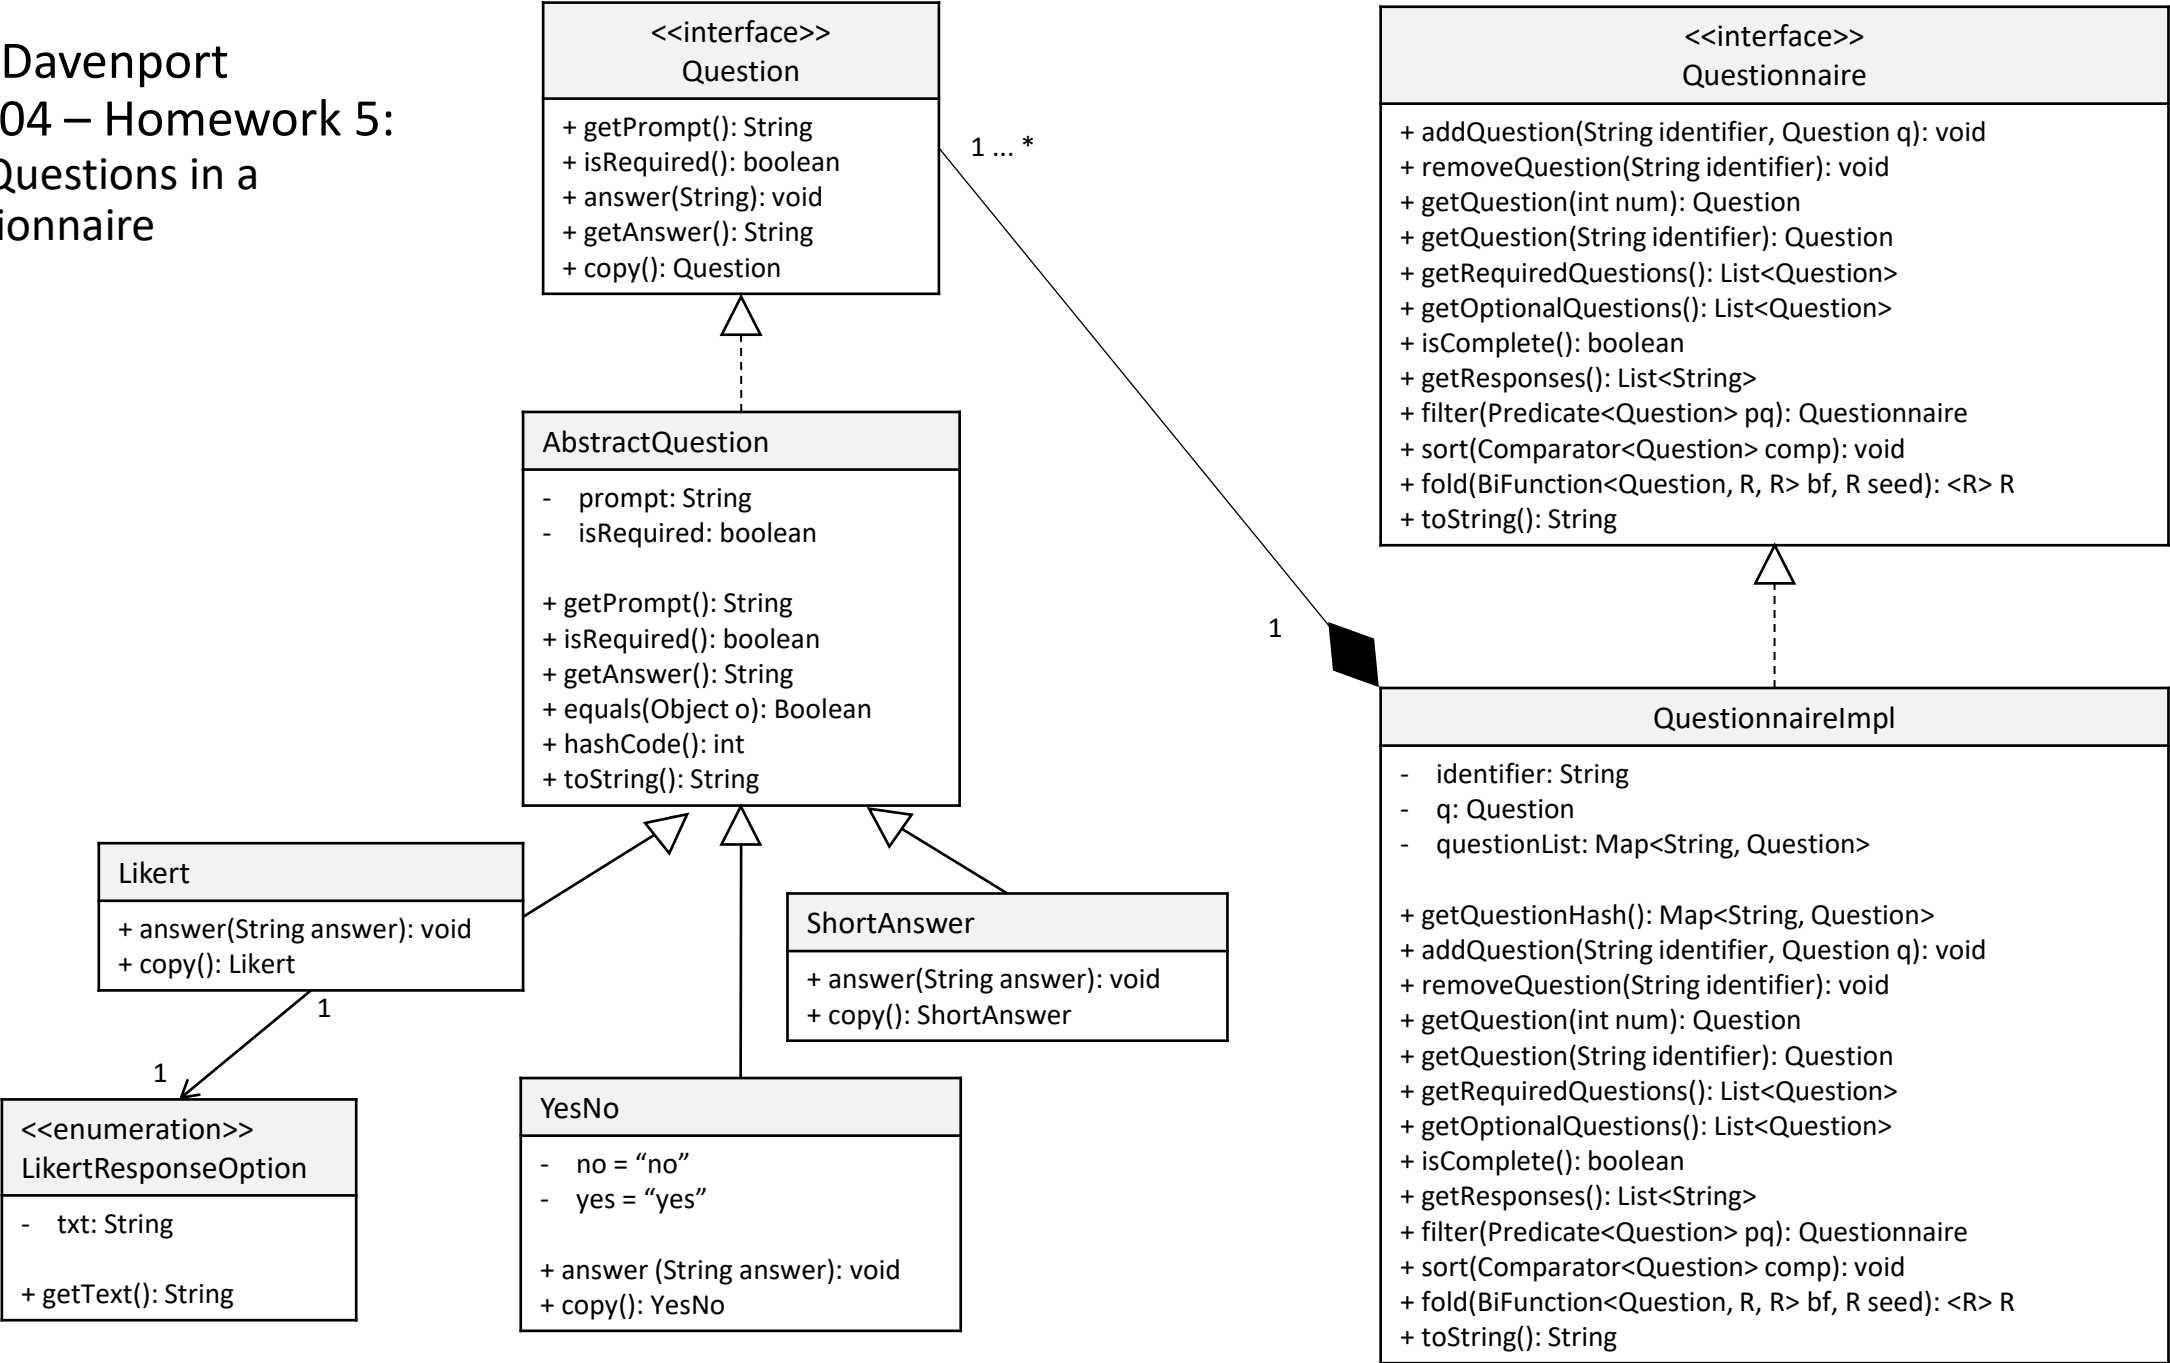 Davenport
04 – Homework 5:
Questions in a
ionnaire
<<interface>>
Question
+ getPrompt(): String
+ isRequired(): boolean
+ answer(String): void
+ getAnswer(): String
+ copy(): Question
1 ... *
1
<<interface>>
Questionnaire
+ addQuestion(String identifier, Question q): void
+ removeQuestion(String identifier): void
+ getQuestion(int num): Question
+ getQuestion(String identifier): Question
+ getRequiredQuestions(): List<Question>
+ getOptionalQuestions(): List<Question>
+ isComplete(): boolean
+ getResponses(): List<String>
+ filter(Predicate<Question> pq): Questionnaire
+ sort(Comparator<Question> comp): void
+ fold(BiFunction<Question, R, R> bf, R seed): <R> R
+ toString(): String
AbstractQuestion
- prompt: String
- isRequired: boolean
+ getPrompt(): String
+ isRequired(): boolean
+ getAnswer(): String
+ equals(Object o): Boolean
+ hashCode(): int
+ toString(): String
Likert
+ answer(String answer): void
+ copy(): Likert
1
1
<<enumeration>>
LikertResponseOption
- txt: String
+ getText(): String
YesNo
- no = “no”
- yes = “yes”
+ answer (String answer): void
+ copy(): YesNo
ShortAnswer
+ answer(String answer): void
+ copy(): ShortAnswer
QuestionnaireImpl
- identifier: String
- q: Question
- questionList: Map<String, Question>
+ getQuestionHash(): Map<String, Question>
+ addQuestion(String identifier, Question q): void
+ removeQuestion(String identifier): void
+ getQuestion(int num): Question
+ getQuestion(String identifier): Question
+ getRequiredQuestions(): List<Question>
+ getOptionalQuestions(): List<Question>
+ isComplete(): boolean
+ getResponses(): List<String>
+ filter(Predicate<Question> pq): Questionnaire
+ sort(Comparator<Question> comp): void
+ fold(BiFunction<Question, R, R> bf, R seed): <R> R
+ toString(): String